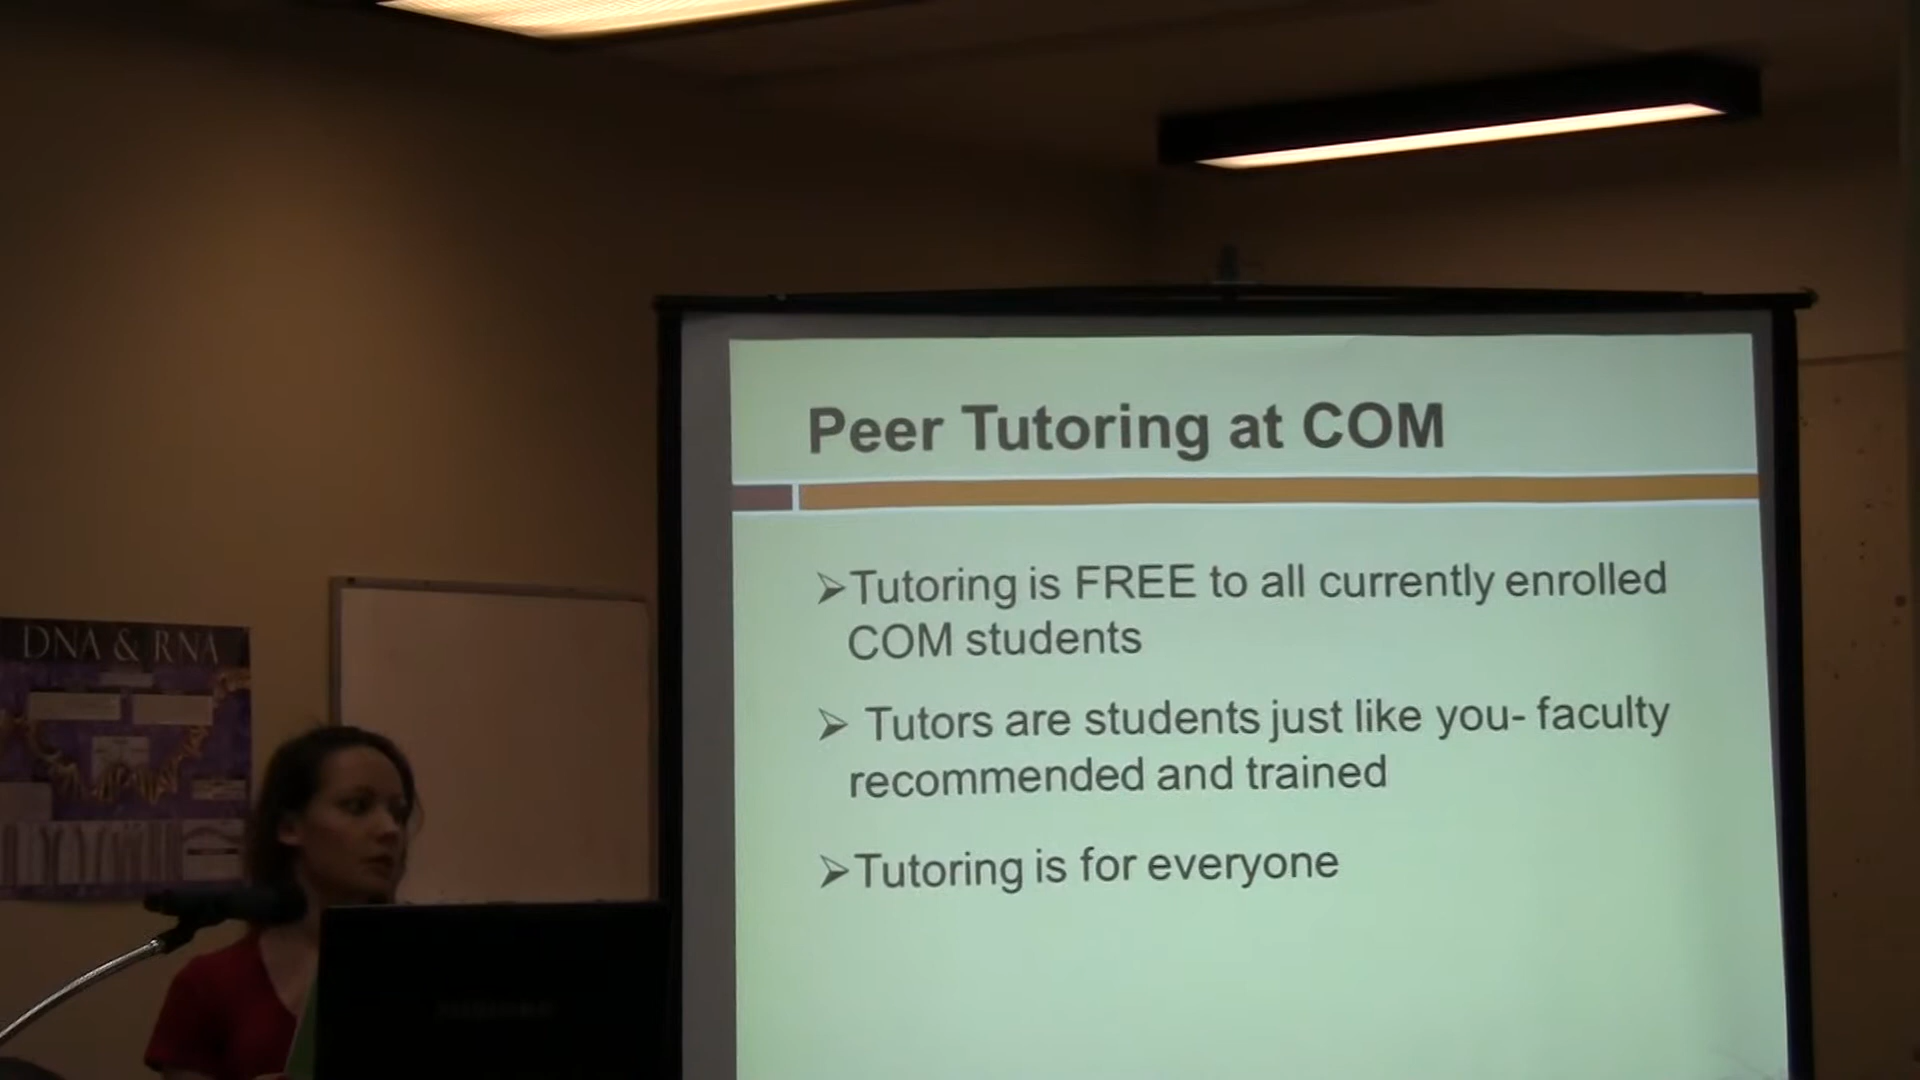 DNA & RNA
Peer Tutoring at COM
➢Tutoring is FREE to all currently enrolled
COM students
➢ Tutors are students just like you- faculty
recommended and trained
➢Tutoring is for everyone